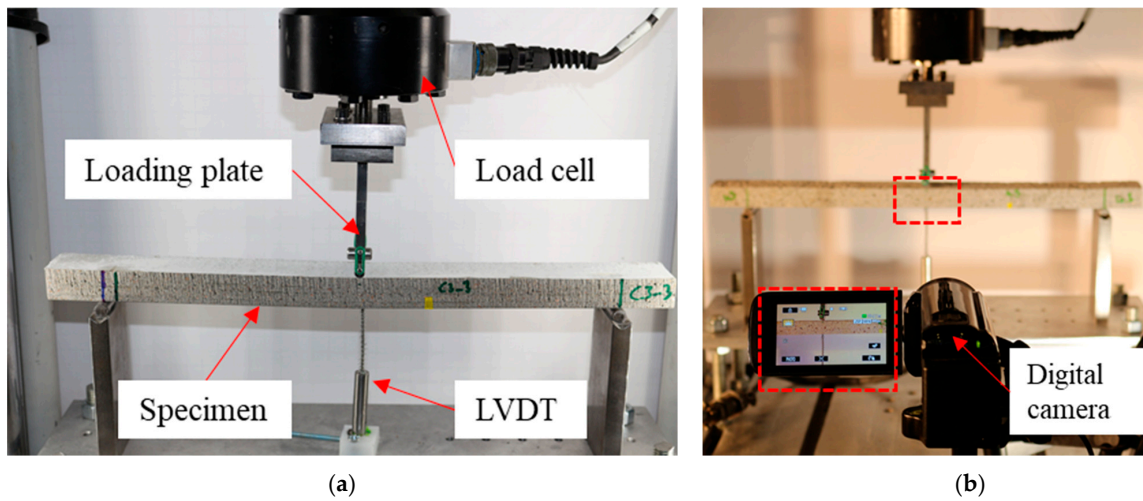 Loading plate
Load cell
C3-3
C3-3
Specimen
LVDT
Digital
camera
(a)
(b)